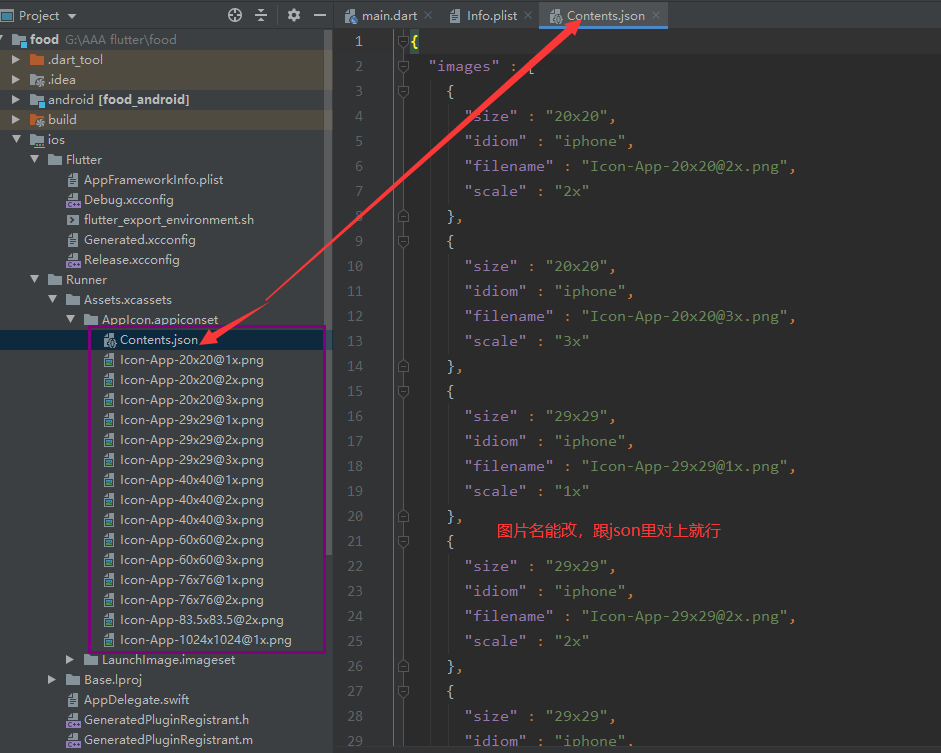 Project
food G:\AAA flutter\food
.dart_tool
.idea
android [food_android]
build
ios
Flutter
AppFrameworkInfo.plist
Debug.xcconfig
flutter_export_environment.sh
Generated.xcconfig
Release.xcconfig
Runner
Assets.xcassets
AppIcon.appiconset
Contents.json
Icon-App-20x20@1x.png
Icon-App-20x20@2x.png
Icon-App-20x20@3x.png
Icon-App-29x29@1x.png
Icon-App-29x29@2x.png
Icon-App-29x29@3x.png
Icon-App-40x40@1x.png
Icon-App-40x40@2x.png
Icon-App-40x40@3x.png
Icon-App-60x60@2x.png
Icon-App-60x60@3x.png
Icon-App-76x76@1x.png
Icon-App-76x76@2x.png
Icon-App-83.5x83.5@2x.png
Icon-App-1024x1024@1x.png
LaunchImage.imageset
Base.lproj
AppDelegate.swift
GeneratedPluginRegistrant.h
GeneratedPluginRegistrant.m
main.dart
Info.plist
Contents.json
1 {
2 "images" : [
3 {
4 "size" : "20x20",
5 "idiom" : "iphone",
6 "filename" : "Icon-App-20x20@2x.png",
7 "scale" : "2x"
8 },
9 {
10 "size" : "20x20",
11 "idiom" : "iphone",
12 "filename" : "Icon-App-20x20@3x.png",
13 "scale" : "3x"
14 },
15 {
16 "size" : "29x29",
17 "idiom" : "iphone",
18 "filename" : "Icon-App-29x29@1x.png",
19 "scale" : "1x"
20 },
图片名能改，跟json里对上就行
21 {
22 "size" : "29x29",
23 "idiom" : "iphone",
24 "filename" : "Icon-App-29x29@2x.png",
25 "scale" : "2x"
26 },
27 {
28 "size" : "29x29",
29 "idiom" : "iphone",